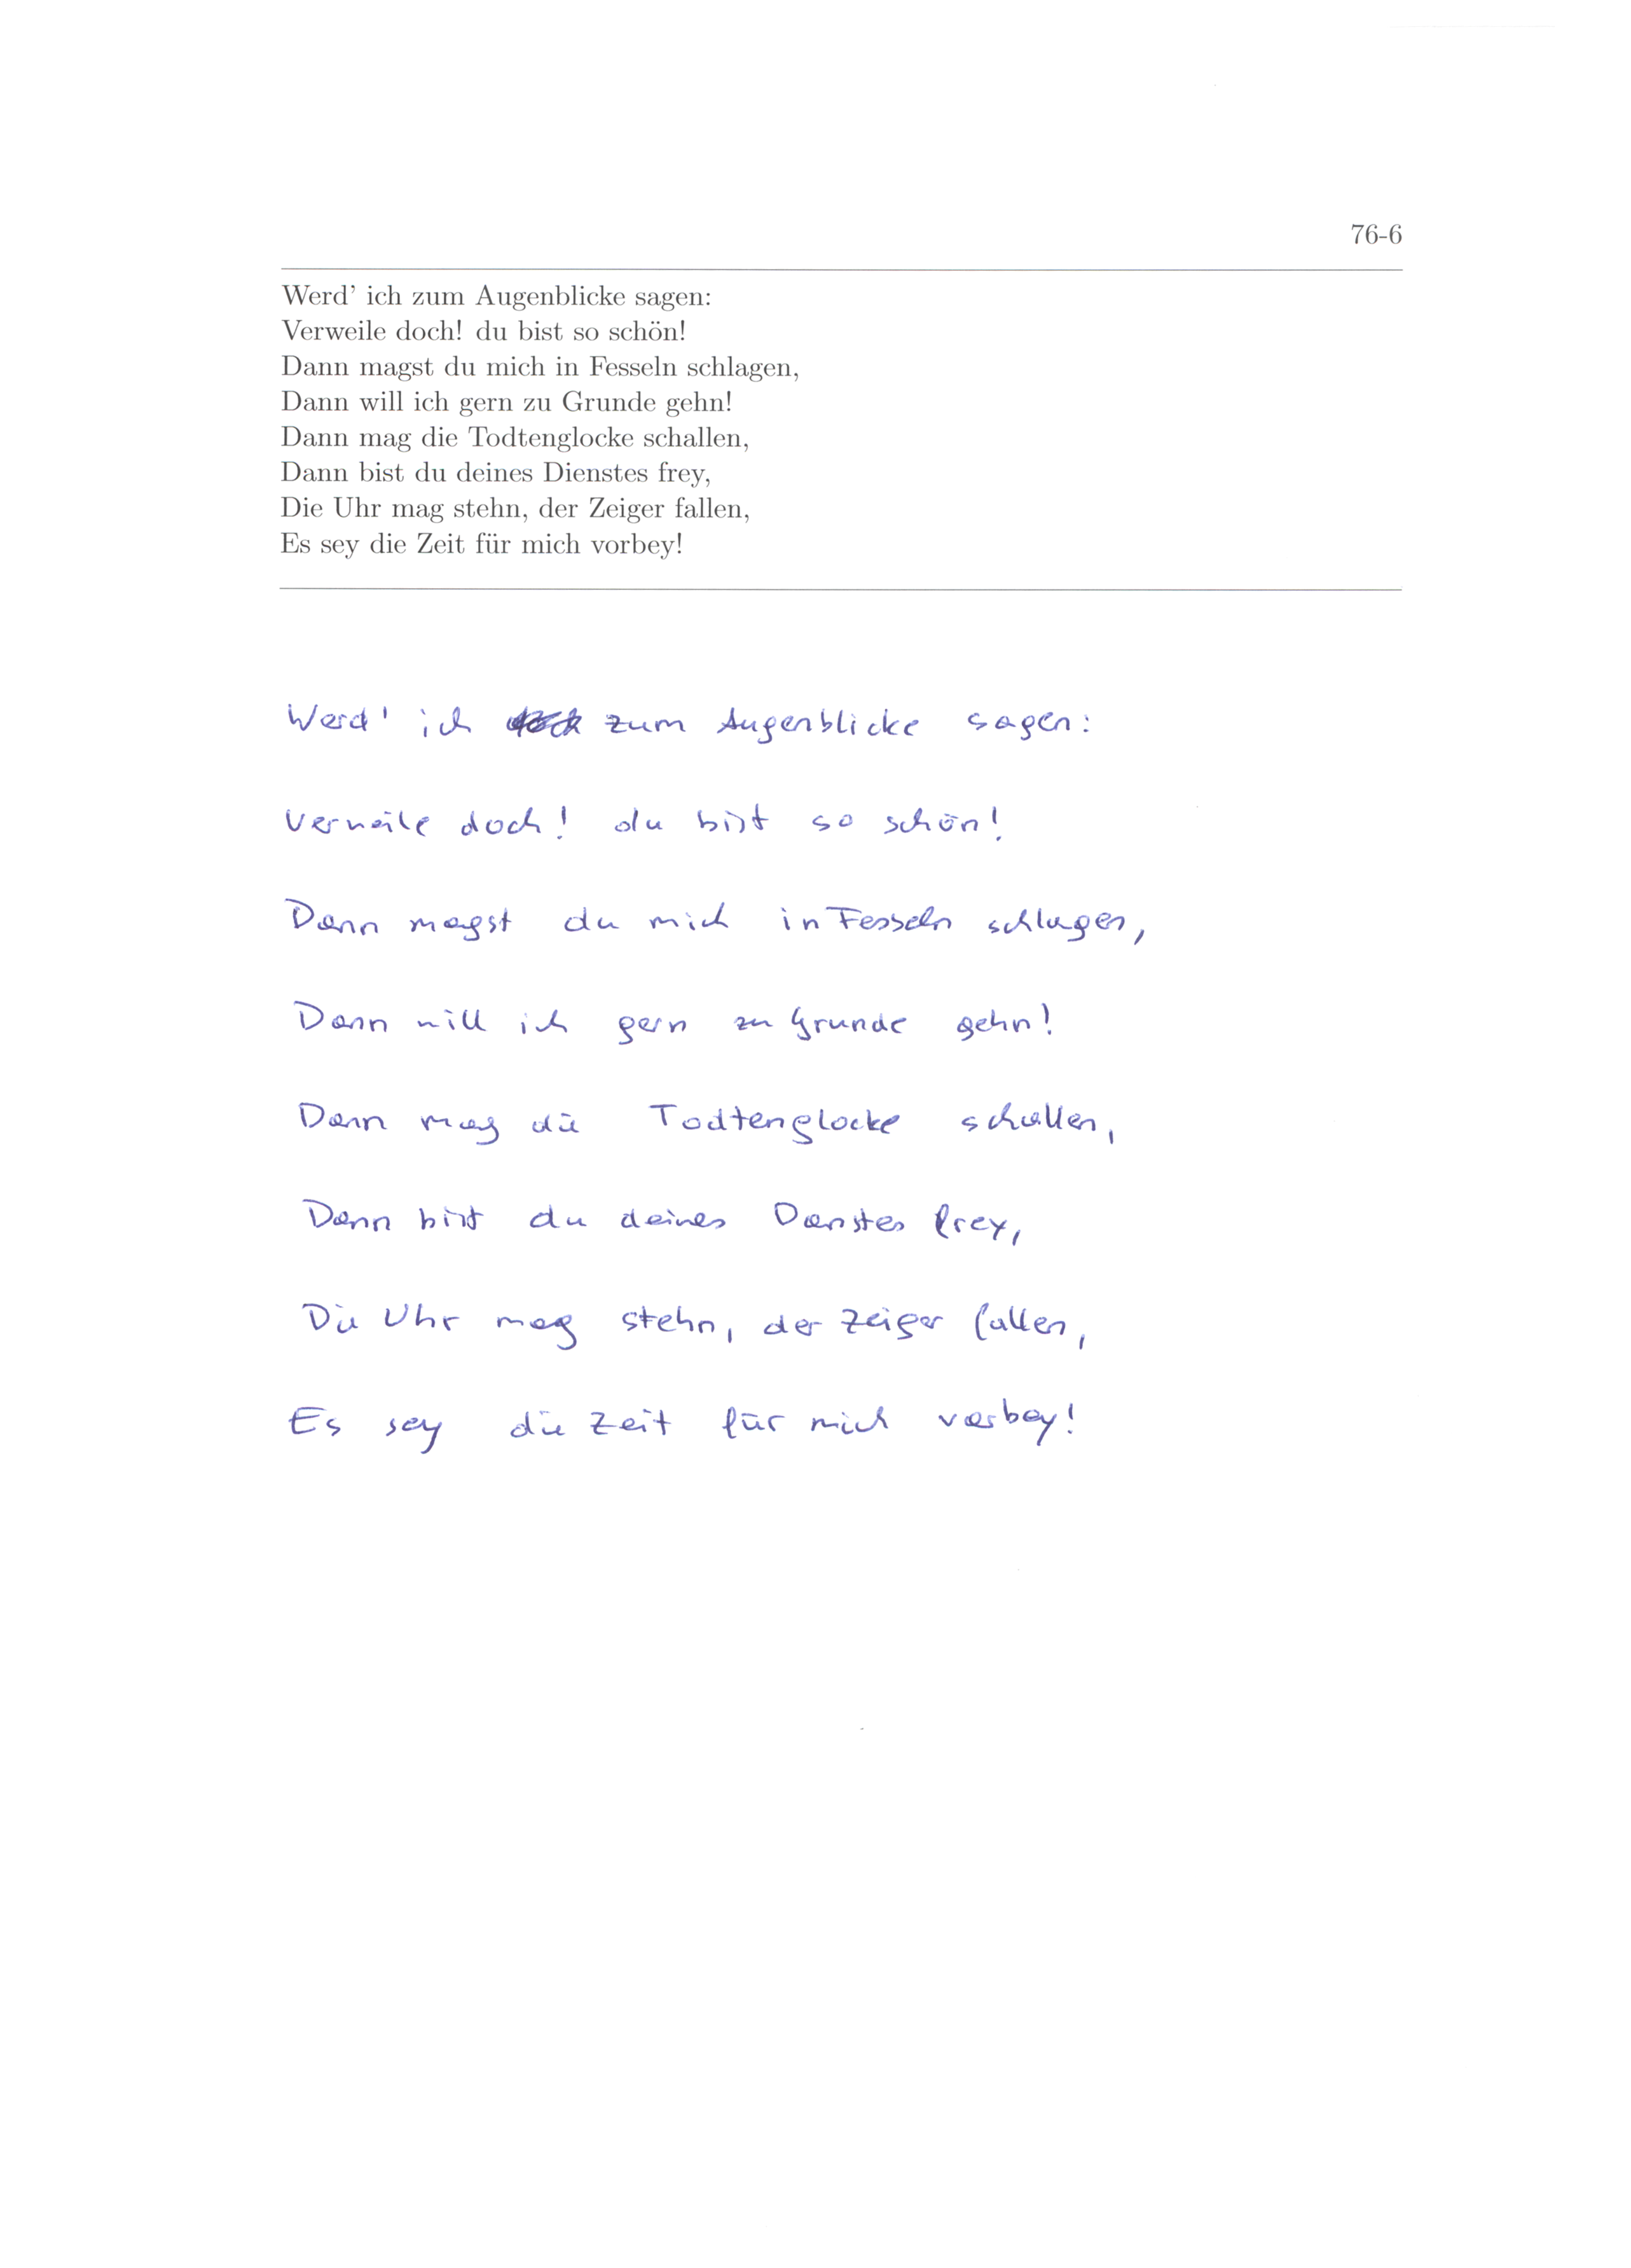 76-6
Werd' ich zum Augenblicke sagen:
Verweile doch! du bist so schön!
Dann magst du mich in Fesseln schlagen,
Dann will ich gern zu Grunde gehn!
Dann mag die Todtenglocke schallen,
Dann bist du deines Dienstes frey,
Die Uhr mag stehn, der Zeiger fallen,
Es sey die Zeit für mich vorbey!
Werd' ich zum Augenblicke sagen:
Verweile doch! du bist so schön!
Dann magst du mich in Fesseln schlagen,
Dann will ich gern zu Grunde gehn!
Dann mag die Todtenglocke schallen,
Dann bist du deines Dienstes frey,
Die Uhr mag stehn, der Zeiger fallen,
Es sey die Zeit für mich vorbey!